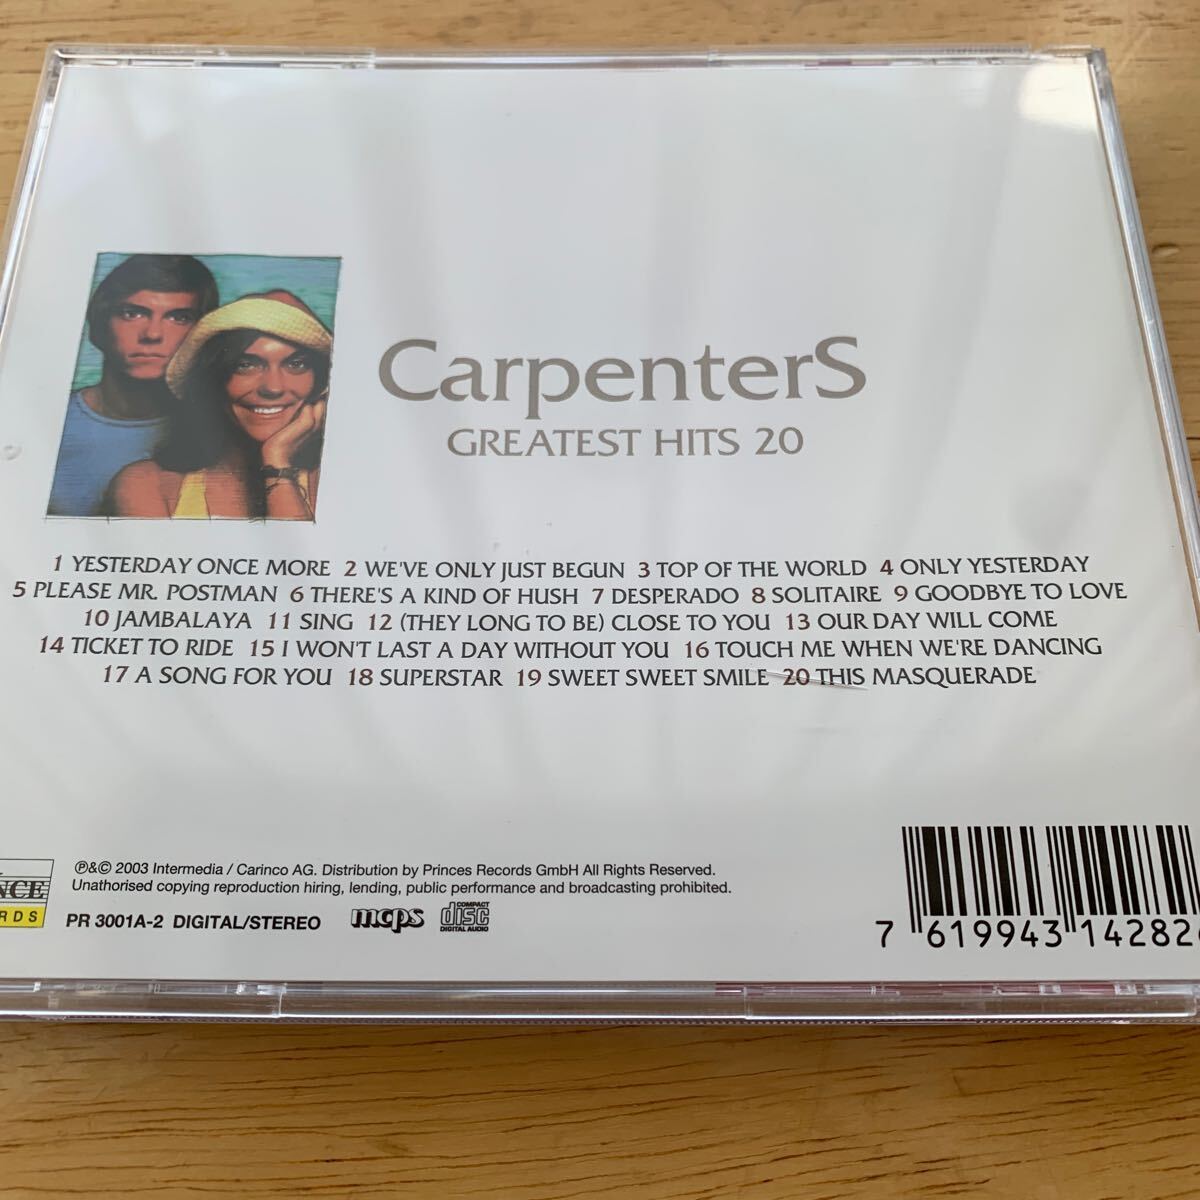 CarpenterS
GREATEST HITS 20
1 YESTERDAY ONCE MORE 2 WE'VE ONLY JUST BEGUN 3 TOP OF THE WORLD 4 ONLY YESTERDAY
5 PLEASE MR. POSTMAN 6 THERE'S A KIND OF HUSH 7 DESPERADO 8 SOLITAIRE 9 GOODBYE TO LOVE
10 JAMBALAYA 11 SING 12 (THEY LONG TO BE) CLOSE TO YOU 13 OUR DAY WILL COME
14 TICKET TO RIDE 15 I WON'T LAST A DAY WITHOUT YOU 16 TOUCH ME WHEN WE'RE DANCING
17 A SONG FOR YOU 18 SUPERSTAR 19 SWEET SWEET SMILE 20 THIS MASQUERADE
℗&© 2003 Intermedia / Carinco AG. Distribution by Princes Records GmbH All Rights Reserved.
Unauthorised copying reproduction hiring, lending, public performance and broadcasting prohibited.
PR 3001A-2 DIGITAL/STEREO
mcps
COMPACT
disc
DIGITAL AUDIO
7 619943 14282